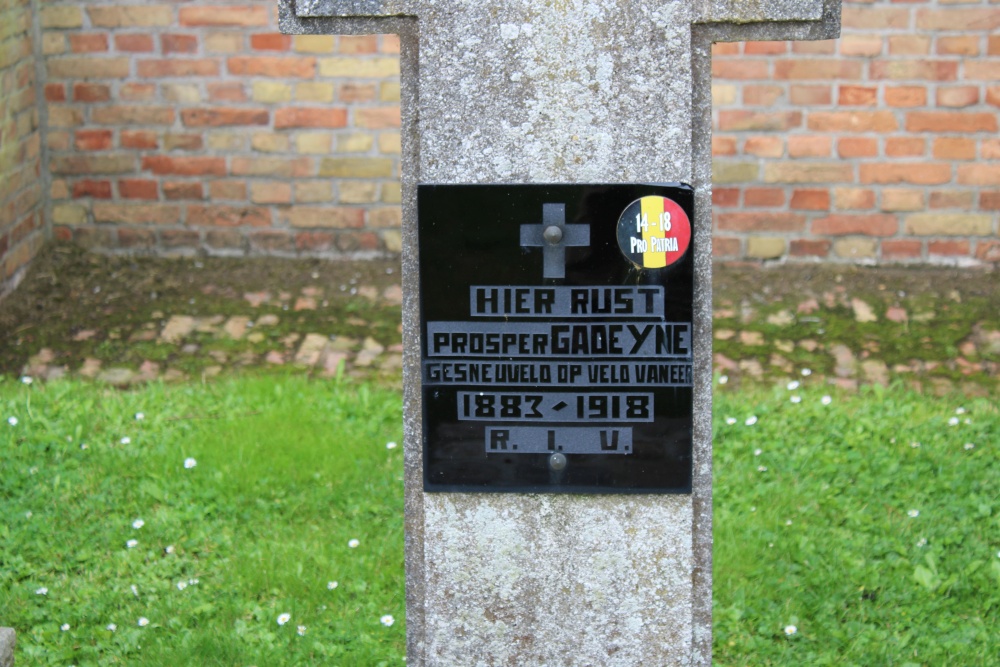 14-18
PRO PATRIA
HIER RUST
PROSPER GADEYNE
GESNEUVELD OP VELD VAN EER
1883-1918
R. I. V.